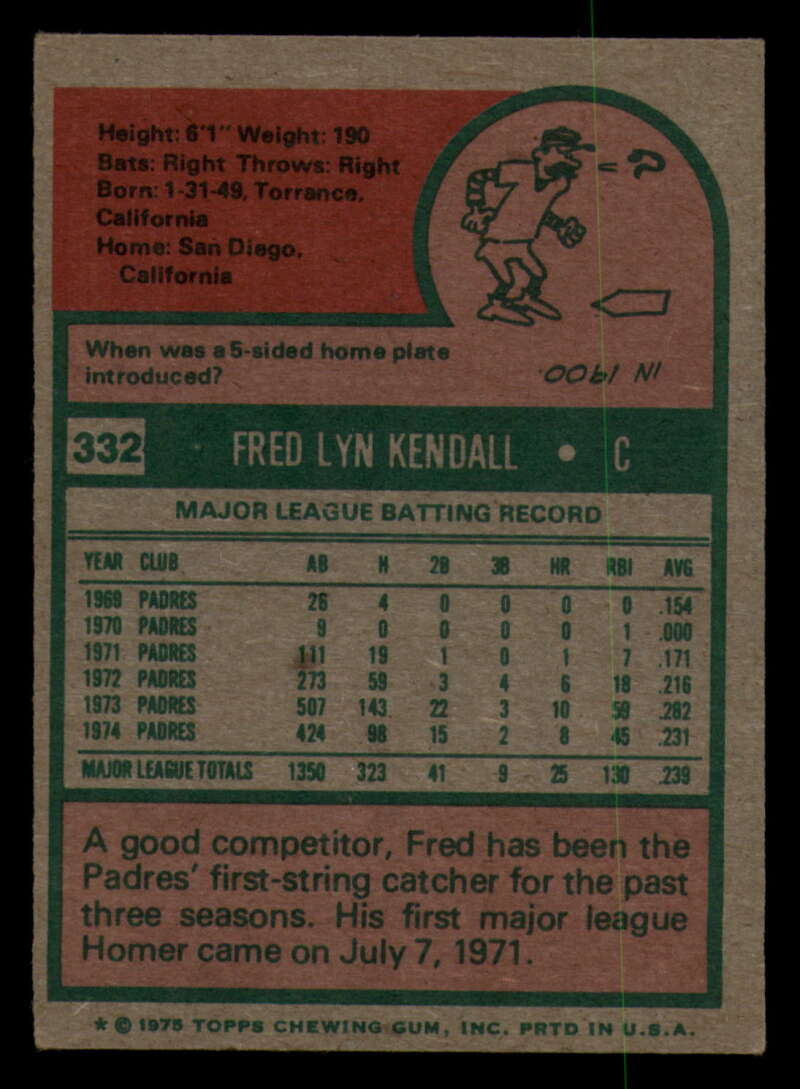 Height: 6'1" Weight: 190
Bats: Right Throws: Right
Born: 1-31-49, Torrance,
California
Home: San Diego,
California
When was a 5-sided home plate
introduced?
IN 1900.
332 FRED LYN KENDALL • C
MAJOR LEAGUE BATTING RECORD
YEAR CLUB AB H 2B 3B HR RBI AVG
1969 PADRES 26 4 0 0 0 0 .154
1970 PADRES 9 0 0 0 0 1 .000
1971 PADRES 111 19 1 0 1 7 .171
1972 PADRES 273 59 3 4 6 18 .216
1973 PADRES 507 143 22 3 10 59 .282
1974 PADRES 424 98 15 2 8 45 .231
MAJOR LEAGUE TOTALS 1350 323 41 9 25 130 .239
A good competitor, Fred has been the
Padres' first-string catcher for the past
three seasons. His first major league
Homer came on July 7, 1971.
* © 1975 TOPPS CHEWING GUM, INC. PRTD IN U.S.A.